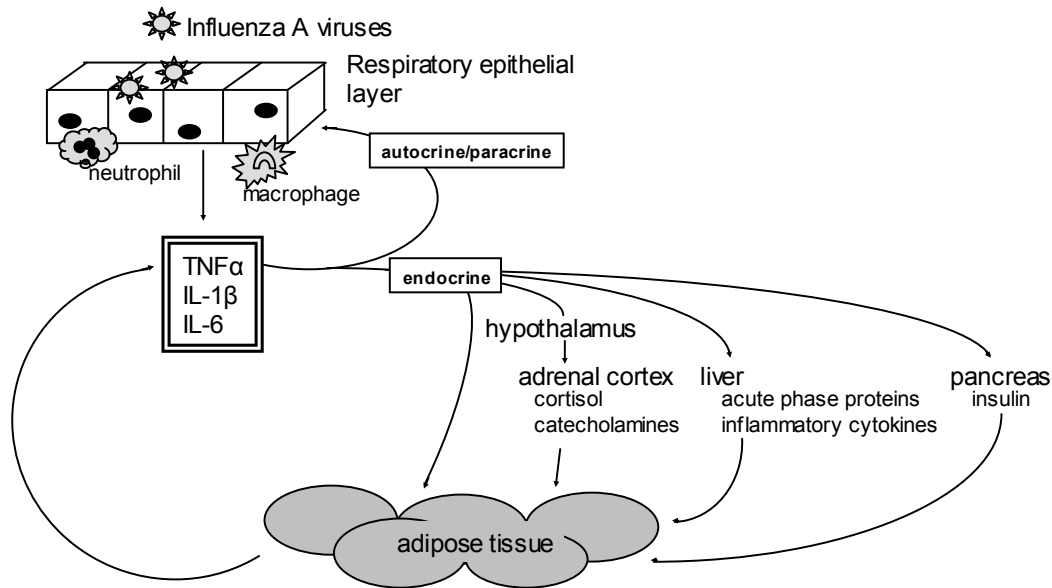 Influenza A viruses
Respiratory epithelial
layer
autocrine/paracrine
neutrophil
macrophage
TNFα
IL-1β
IL-6
endocrine
hypothalamus
adrenal cortex
cortisol
catecholamines
liver
acute phase proteins
inflammatory cytokines
pancreas
insulin
adipose tissue